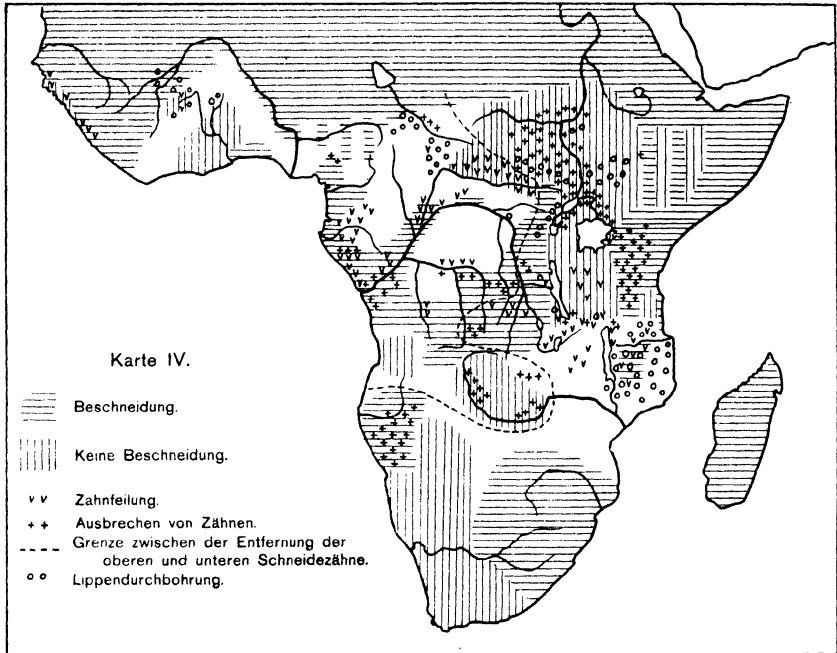 Karte IV.
Beschneidung.
Keine Beschneidung.
v v Zahnfeilung.
+ + Ausbrechen von Zähnen.
Grenze zwischen der Entfernung der
oberen und unteren Schneidezähne.
o o Lippendurchbohrung.